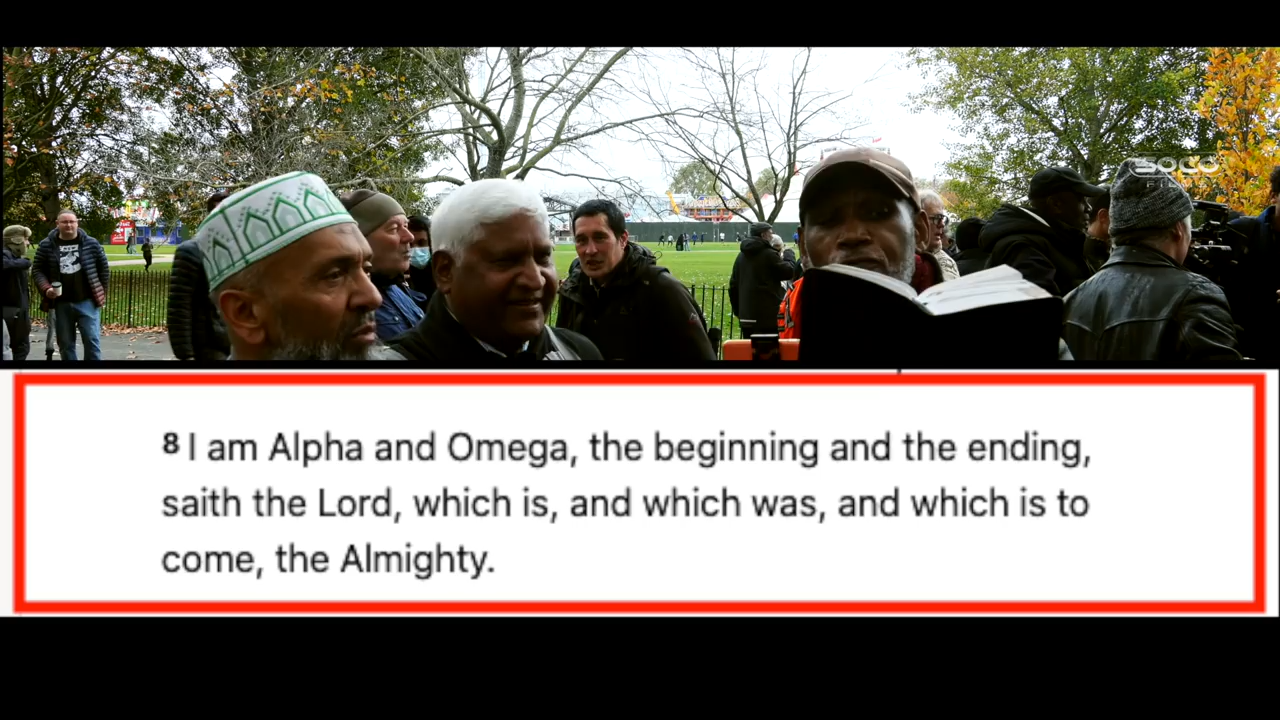 SOCO
8 I am Alpha and Omega, the beginning and the ending,
saith the Lord, which is, and which was, and which is to
come, the Almighty.